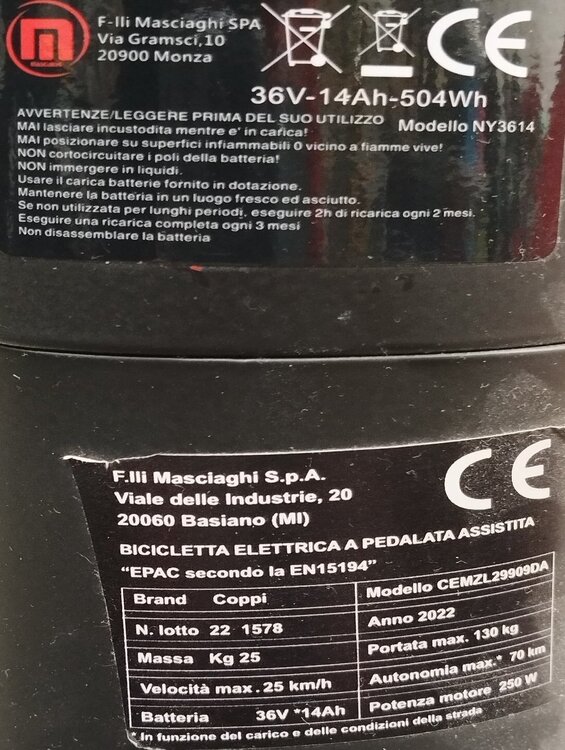 F-lli Masciaghi SPA
Via Gramsci,10
20900 Monza
36V-14Ah-504Wh
AVVERTENZE/LEGGERE PRIMA DEL SUO UTILIZZO Modello NY3614
MAI lasciare incustodita mentre e' in carica!
MAI posizionare su superfici infiammabili 0 vicino a fiamme vive!
NON cortocircuitare i poli della batteria!
NON immergere in liquidi.
Usare il carica batterie fornito in dotazione.
Mantenere la batteria in un luogo fresco ed asciutto.
Se non utilizzata per lunghi periodi, eseguire 2h di ricarica ogni 2 mesi.
Eseguire una ricarica completa ogni 3 mesi
Non disassemblare la batteria
F.lli Masciaghi S.p.A.
Viale delle Industrie, 20
20060 Basiano (MI)
BICICLETTA ELETTRICA A PEDALATA ASSISTITA
"EPAC secondo la EN15194"
Brand Coppi Modello CEMZL29909DA
N. lotto 22 1578 Anno 2022
Massa Kg 25 Portata max. 130 kg
Velocità max. 25 km/h Autonomia max.* 70 km
Batteria 36V *14Ah Potenza motore 250 W
* In funzione del carico e delle condizioni della strada